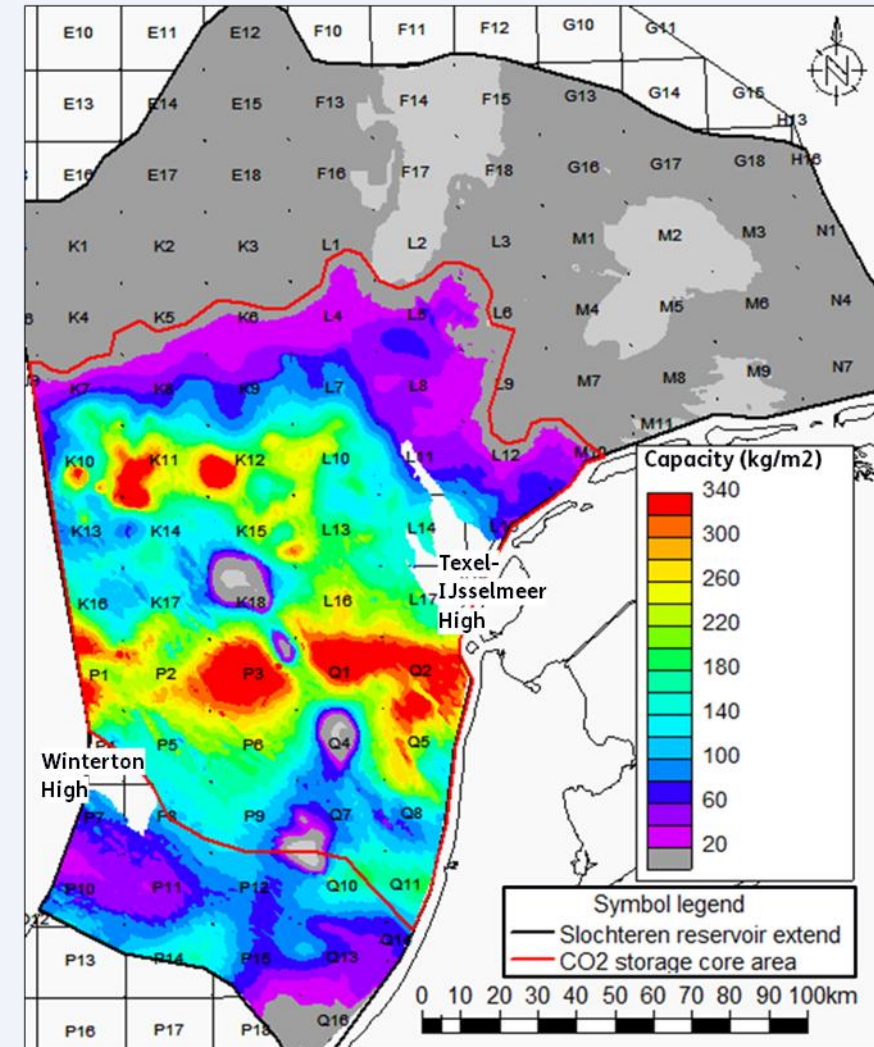 E10 E11 E12 F10 F11 F12 G10 G11
E13 E14 E15 F13 F14 F15 G13 G14 G15
H13
E16 E17 E18 F16 F17 F18 G16 G17 G18 H16
K1 K2 K3 L1 L2 L3 M1 M2 M3 N1
K4 K5 K6 L4 L5 L6 M4 M5 M6 N4
K7 K8 K9 L7 L8 L9 M7 M8 M9 N7
M11
K10 K11 K12 L10 L11 L12 M10
Capacity (kg/m2)
340
300
260
220
180
140
100
60
20
K13 K14 K15 L13 L14 L15
Texel-
IJsselmeer
High
K16 K17 K18 L16 L17
P1 P2 P3 Q1 Q2
P4 P5 P6 Q4 Q5
Winterton
High
P7 P8 P9 Q7 Q8
P10 P11 P12 Q10 Q11
Symbol legend
Slochteren reservoir extend
CO2 storage core area
P13 P14 P15 Q13 Q14
0 10 20 30 40 50 60 70 80 90 100km
P16 P17 P18 Q16